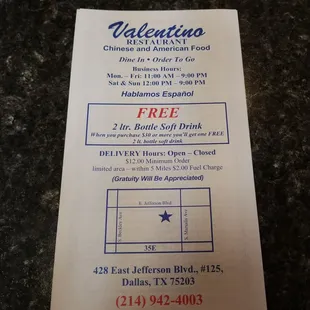 Valentino
RESTAURANT
Chinese and American Food
Dine In • Order To Go
Business Hours:
Mon. – Fri: 11:00 AM – 9:00 PM
Sat & Sun 12:00 PM – 9:00 PM
Hablamos Español
FREE
2 ltr. Bottle Soft Drink
When you purchase $30 or more you'll get one FREE
2 lt. bottle soft drink
DELIVERY Hours: Open – Closed
$12.00 Minimum Order
limited area – within 5 Miles $2.00 Fuel Charge
(Gratuity Will Be Appreciated)
E. Jefferson Blvd.
35E
428 East Jefferson Blvd., #125,
Dallas, TX 75203
(214) 942-4003